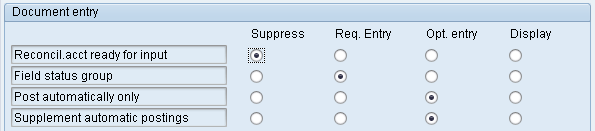 Document entry
Suppress Req. Entry Opt. entry Display
Reconcil.acct ready for input
Field status group
Post automatically only
Supplement automatic postings